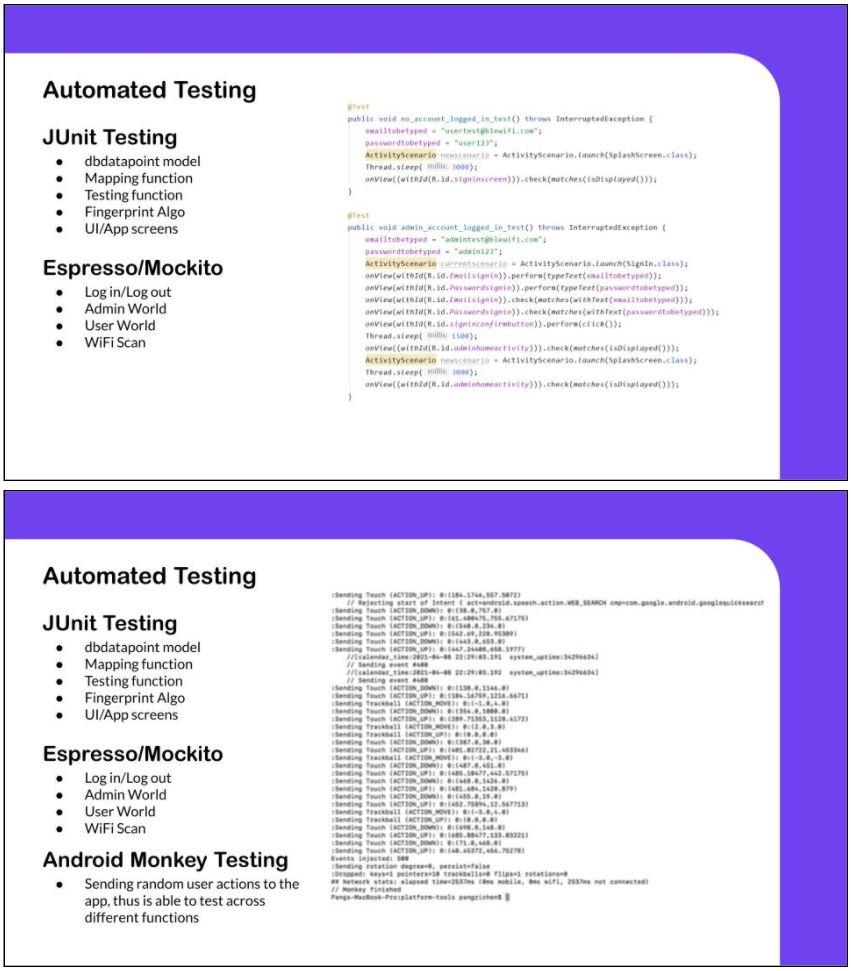 Automated Testing
JUnit Testing
● dbdatapoint model
● Mapping function
● Testing function
● Fingerprint Algo
● UI/App screens
Espresso/Mockito
● Log in/Log out
● Admin World
● User World
● WiFi Scan
@Test
public void no_account_logged_in_test() throws InterruptedException {
emailtobetyped = "usertest@blewifi.com";
passwordtobetyped = "user123";
ActivityScenario newscenario = ActivityScenario.launch(SplashScreen.class);
Thread.sleep( millis: 3000);
onView((withId(R.id.signinscreen))).check(matches(isDisplayed()));
}
@Test
public void admin_account_logged_in_test() throws InterruptedException {
emailtobetyped = "admintest@blewifi.com";
passwordtobetyped = "admin123";
ActivityScenario currentscenario = ActivityScenario.launch(SignIn.class);
onView(withId(R.id.Emailsignin)).perform(typeText(emailtobetyped));
onView(withId(R.id.Passwordsignin)).perform(typeText(passwordtobetyped));
onView(withId(R.id.Emailsignin)).check(matches(withText(emailtobetyped)));
onView(withId(R.id.Passwordsignin)).check(matches(withText(passwordtobetyped)));
onView(withId(R.id.signinconfirmbutton)).perform(click());
Thread.sleep( millis: 1500);
onView((withId(R.id.adminhomeactivity))).check(matches(isDisplayed()));
ActivityScenario newscenario = ActivityScenario.launch(SplashScreen.class);
Thread.sleep( millis: 3000);
onView((withId(R.id.adminhomeactivity))).check(matches(isDisplayed()));
}
Automated Testing
JUnit Testing
● dbdatapoint model
● Mapping function
● Testing function
● Fingerprint Algo
● UI/App screens
Espresso/Mockito
● Log in/Log out
● Admin World
● User World
● WiFi Scan
Android Monkey Testing
● Sending random user actions to the
app, thus is able to test across
different functions
:Sending Touch (ACTION_UP): 0:(184.1746,557.5072)
// Rejecting start of Intent { act=android.speech.action.WEB_SEARCH cmp=com.google.android.googlequicksearch
:Sending Touch (ACTION_DOWN): 0:(38.0,757.0)
:Sending Touch (ACTION_UP): 0:(61.400475,755.67175)
:Sending Touch (ACTION_DOWN): 0:(540.0,234.0)
:Sending Touch (ACTION_UP): 0:(542.69,228.95389)
:Sending Touch (ACTION_DOWN): 0:(443.0,653.0)
:Sending Touch (ACTION_UP): 0:(447.24408,658.1977)
//[calendar_time:2021-04-08 22:29:03.191 system_uptime:34296634]
// Sending event #400
//[calendar_time:2021-04-08 22:29:03.192 system_uptime:34296634]
// Sending event #400
:Sending Touch (ACTION_DOWN): 0:(138.0,1146.0)
:Sending Touch (ACTION_UP): 0:(104.16759,1216.6671)
:Sending Trackball (ACTION_MOVE): 0:(-1.0,4.0)
:Sending Touch (ACTION_DOWN): 0:(354.0,1080.0)
:Sending Touch (ACTION_UP): 0:(289.71353,1128.4172)
:Sending Trackball (ACTION_MOVE): 0:(2.0,3.0)
:Sending Trackball (ACTION_UP): 0:(0.0,0.0)
:Sending Touch (ACTION_DOWN): 0:(387.0,30.0)
:Sending Touch (ACTION_UP): 0:(401.02722,21.453346)
:Sending Trackball (ACTION_MOVE): 0:(-3.0,-3.0)
:Sending Touch (ACTION_DOWN): 0:(487.0,451.0)
:Sending Touch (ACTION_UP): 0:(485.10477,442.57175)
:Sending Touch (ACTION_DOWN): 0:(468.0,1426.0)
:Sending Touch (ACTION_UP): 0:(481.684,1420.879)
:Sending Touch (ACTION_DOWN): 0:(455.0,19.0)
:Sending Touch (ACTION_UP): 0:(452.75894,12.567713)
:Sending Trackball (ACTION_MOVE): 0:(-3.0,4.0)
:Sending Trackball (ACTION_UP): 0:(0.0,0.0)
:Sending Touch (ACTION_DOWN): 0:(698.0,148.0)
:Sending Touch (ACTION_UP): 0:(685.88477,133.03221)
:Sending Touch (ACTION_DOWN): 0:(71.0,468.0)
:Sending Touch (ACTION_UP): 0:(40.45372,456.75278)
Events injected: 500
:Sending rotation degree=0, persist=false
:Dropped: keys=1 pointers=10 trackballs=0 flips=1 rotations=0
## Network stats: elapsed time=2537ms (0ms mobile, 0ms wifi, 2537ms not connected)
// Monkey finished
Pangs-MacBook-Pro:platform-tools pangzichen$